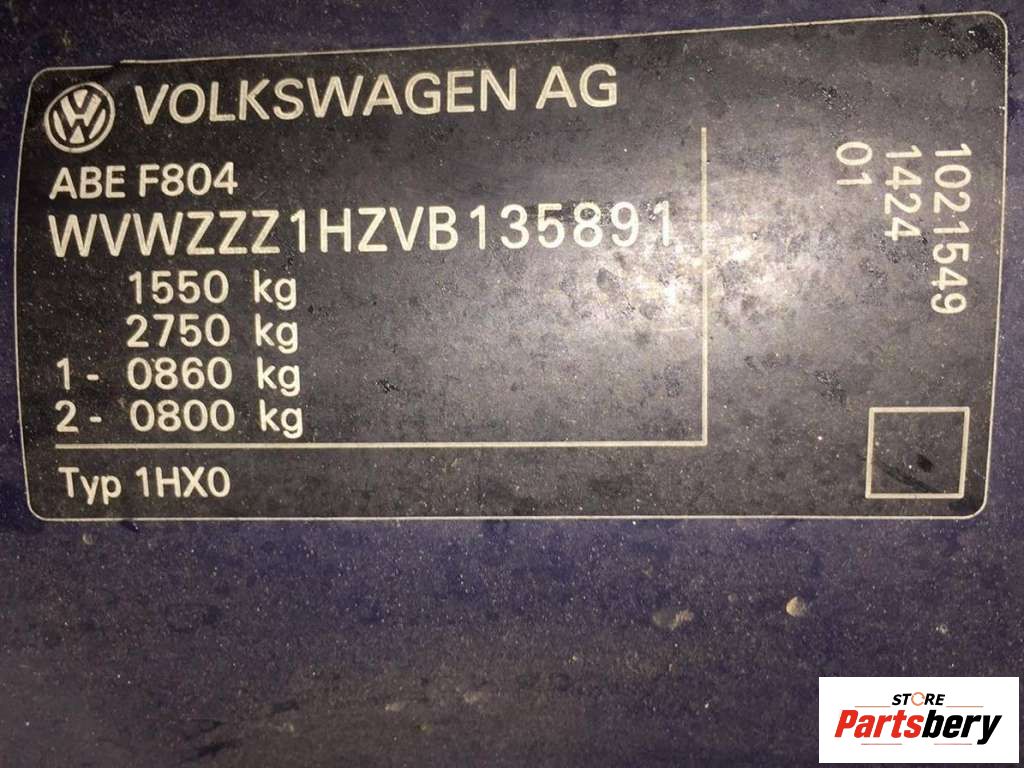 VOLKSWAGEN AG
ABE F804
WVWZZZ1HZVB135891
1550 kg
2750 kg
1- 0860 kg
2- 0800 kg
Typ 1HX0
1021549
1424
01
STORE
Partsbery